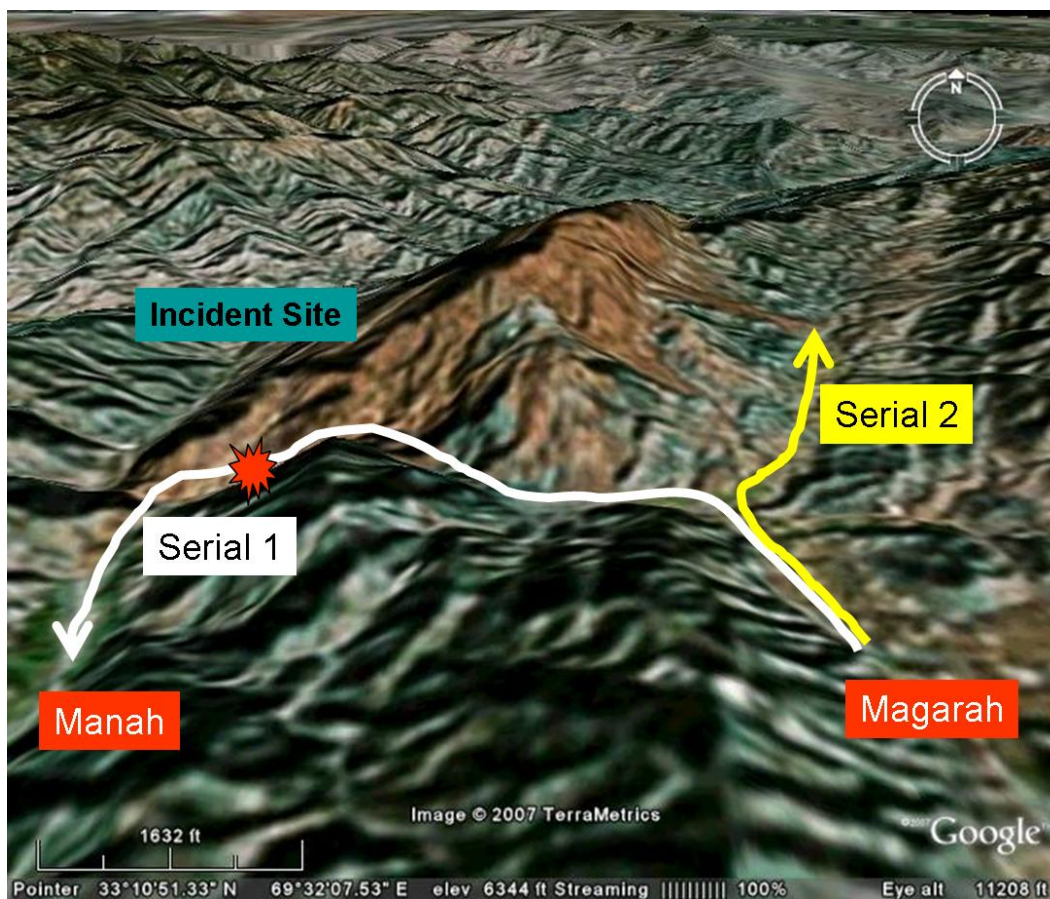 N
Incident Site
Serial 2
Serial 1
Manah
Magarah
Image © 2007 TerraMetrics
©2007 Google
1632 ft
Pointer 33°10'51.33" N 69°32'07.53" E elev 6344 ft Streaming |||||||||| 100% Eye alt 11208 ft